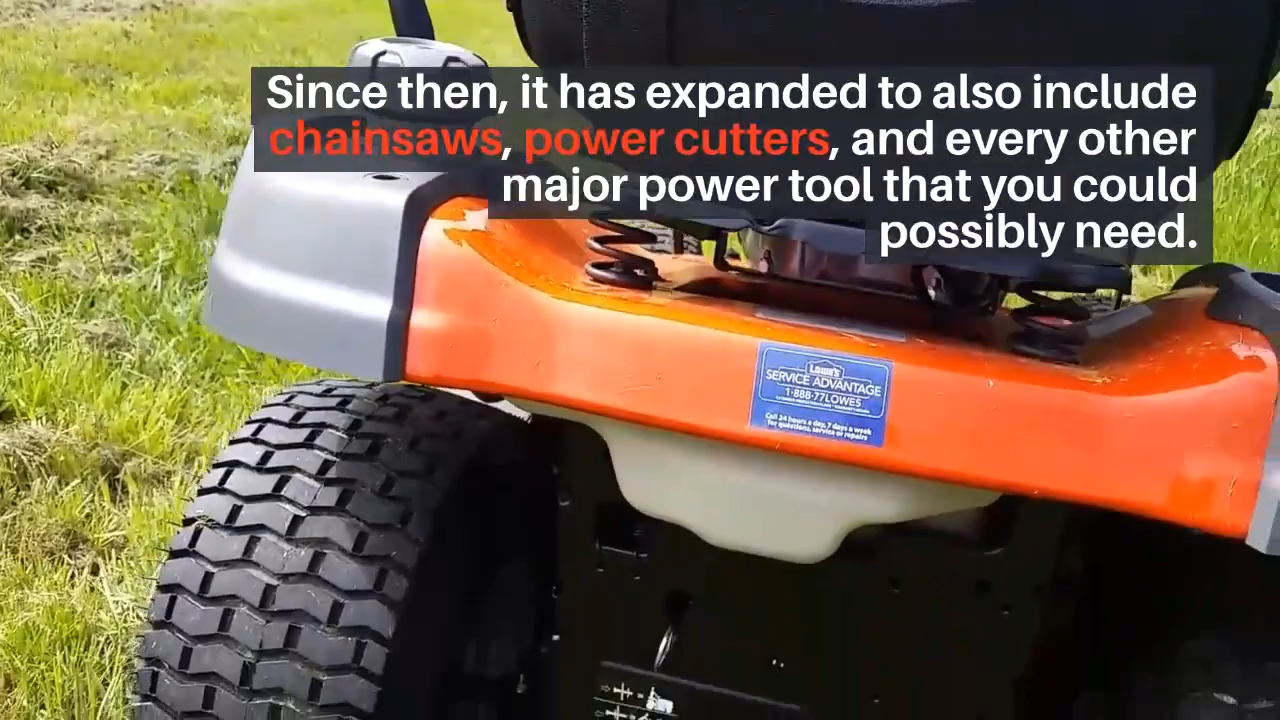 Since then, it has expanded to also include
chainsaws, power cutters, and every other
major power tool that you could
possibly need.
LOWE'S
SERVICE ADVANTAGE
1-888-77LOWES
Call 24 hours a day, 7 days a week
for questions, service or repairs